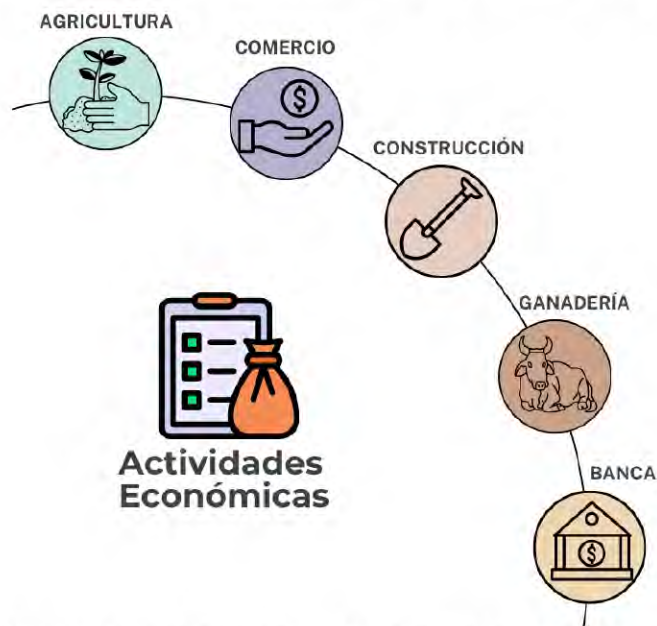 AGRICULTURA
COMERCIO
$
CONSTRUCCIÓN
GANADERÍA
Actividades
Económicas
BANCA
$